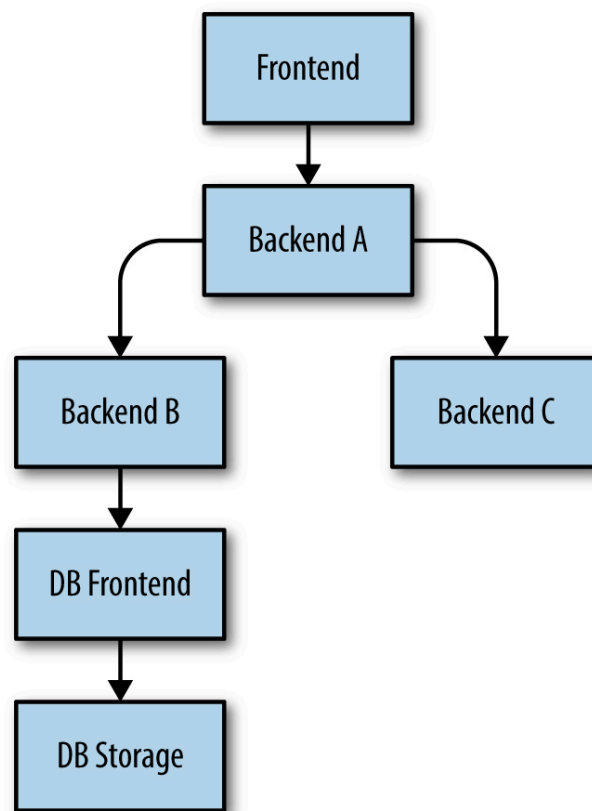 Frontend
Backend A
Backend B
Backend C
DB Frontend
DB Storage